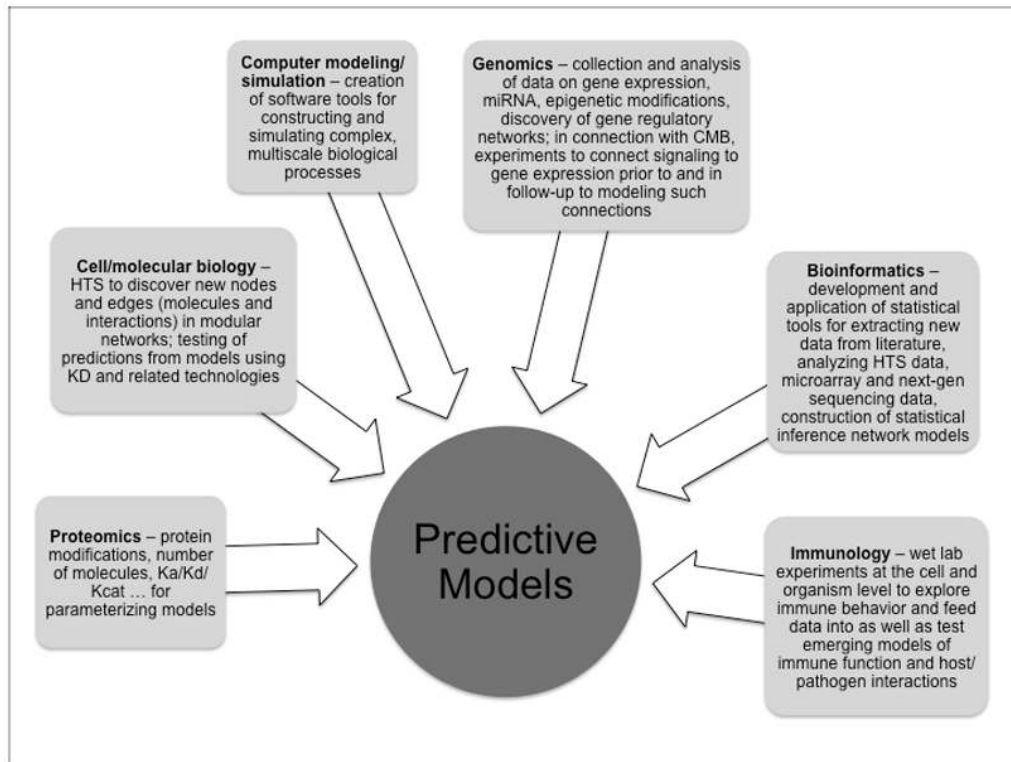 Computer modeling/
simulation – creation
of software tools for
constructing and
simulating complex,
multiscale biological
processes
Genomics – collection and analysis
of data on gene expression,
miRNA, epigenetic modifications,
discovery of gene regulatory
networks; in connection with CMB,
experiments to connect signaling to
gene expression prior to and in
follow-up to modeling such
connections
Cell/molecular biology –
HTS to discover new nodes
and edges (molecules and
interactions) in modular
networks; testing of
predictions from models using
KD and related technologies
Bioinformatics –
development and
application of statistical
tools for extracting new
data from literature,
analyzing HTS data,
microarray and next-gen
sequencing data,
construction of statistical
inference network models
Proteomics – protein
modifications, number
of molecules, Ka/Kd/
Kcat ... for
parameterizing models
Predictive
Models
Immunology – wet lab
experiments at the cell and
organism level to explore
immune behavior and feed
data into as well as test
emerging models of
immune function and host/
pathogen interactions